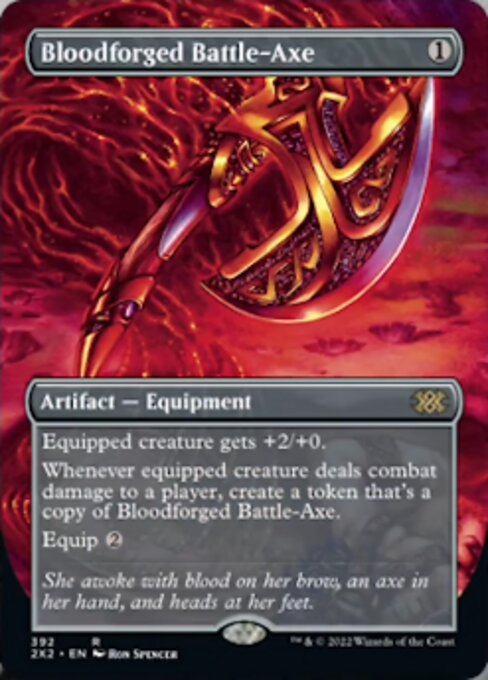 Bloodforged Battle-Axe 1
Artifact — Equipment
Equipped creature gets +2/+0.
Whenever equipped creature deals combat
damage to a player, create a token that's a
copy of Bloodforged Battle-Axe.
Equip 2
She awoke with blood on her brow, an axe in
her hand, and heads at her feet.
392 R
2X2 • EN Ron Spencer
™ & © 2022 Wizards of the Coast